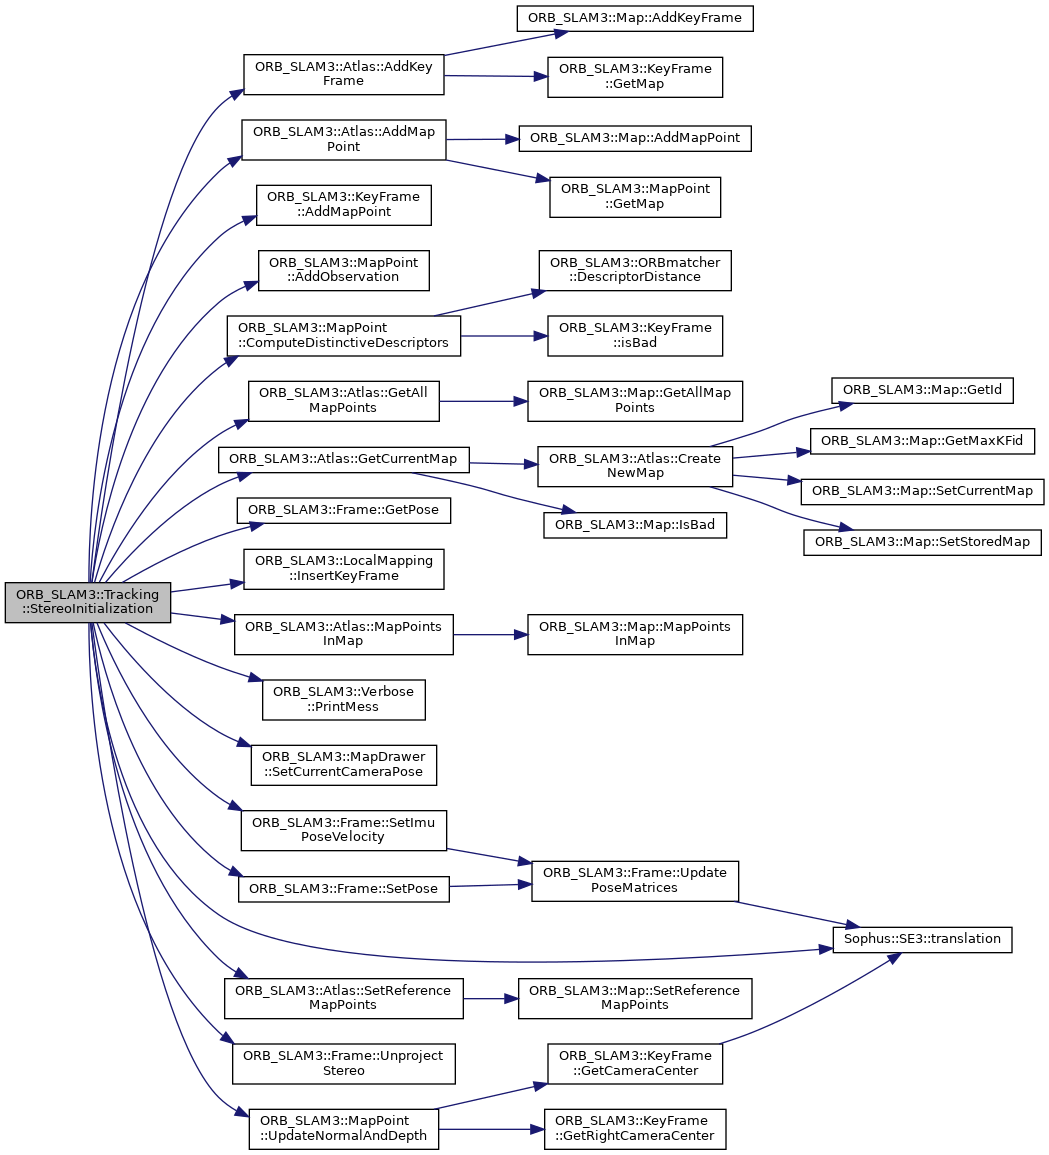 ORB_SLAM3::Map::AddKeyFrame
ORB_SLAM3::Atlas::AddKey
Frame
ORB_SLAM3::KeyFrame
::GetMap
ORB_SLAM3::Atlas::AddMap
Point
ORB_SLAM3::Map::AddMapPoint
ORB_SLAM3::MapPoint
::GetMap
ORB_SLAM3::KeyFrame
::AddMapPoint
ORB_SLAM3::MapPoint
::AddObservation
ORB_SLAM3::ORBmatcher
::DescriptorDistance
ORB_SLAM3::MapPoint
::ComputeDistinctiveDescriptors
ORB_SLAM3::KeyFrame
::isBad
ORB_SLAM3::Atlas::GetAll
MapPoints
ORB_SLAM3::Map::GetAllMap
Points
ORB_SLAM3::Map::GetId
ORB_SLAM3::Map::GetMaxKFid
ORB_SLAM3::Atlas::GetCurrentMap
ORB_SLAM3::Atlas::Create
NewMap
ORB_SLAM3::Map::SetCurrentMap
ORB_SLAM3::Frame::GetPose
ORB_SLAM3::Map::IsBad
ORB_SLAM3::Map::SetStoredMap
ORB_SLAM3::LocalMapping
::InsertKeyFrame
ORB_SLAM3::Tracking
::StereoInitialization
ORB_SLAM3::Atlas::MapPoints
InMap
ORB_SLAM3::Map::MapPoints
InMap
ORB_SLAM3::Verbose
::PrintMess
ORB_SLAM3::MapDrawer
::SetCurrentCameraPose
ORB_SLAM3::Frame::SetImu
PoseVelocity
ORB_SLAM3::Frame::Update
PoseMatrices
ORB_SLAM3::Frame::SetPose
Sophus::SE3::translation
ORB_SLAM3::Atlas::SetReference
MapPoints
ORB_SLAM3::Map::SetReference
MapPoints
ORB_SLAM3::Frame::Unproject
Stereo
ORB_SLAM3::KeyFrame
::GetCameraCenter
ORB_SLAM3::MapPoint
::UpdateNormalAndDepth
ORB_SLAM3::KeyFrame
::GetRightCameraCenter